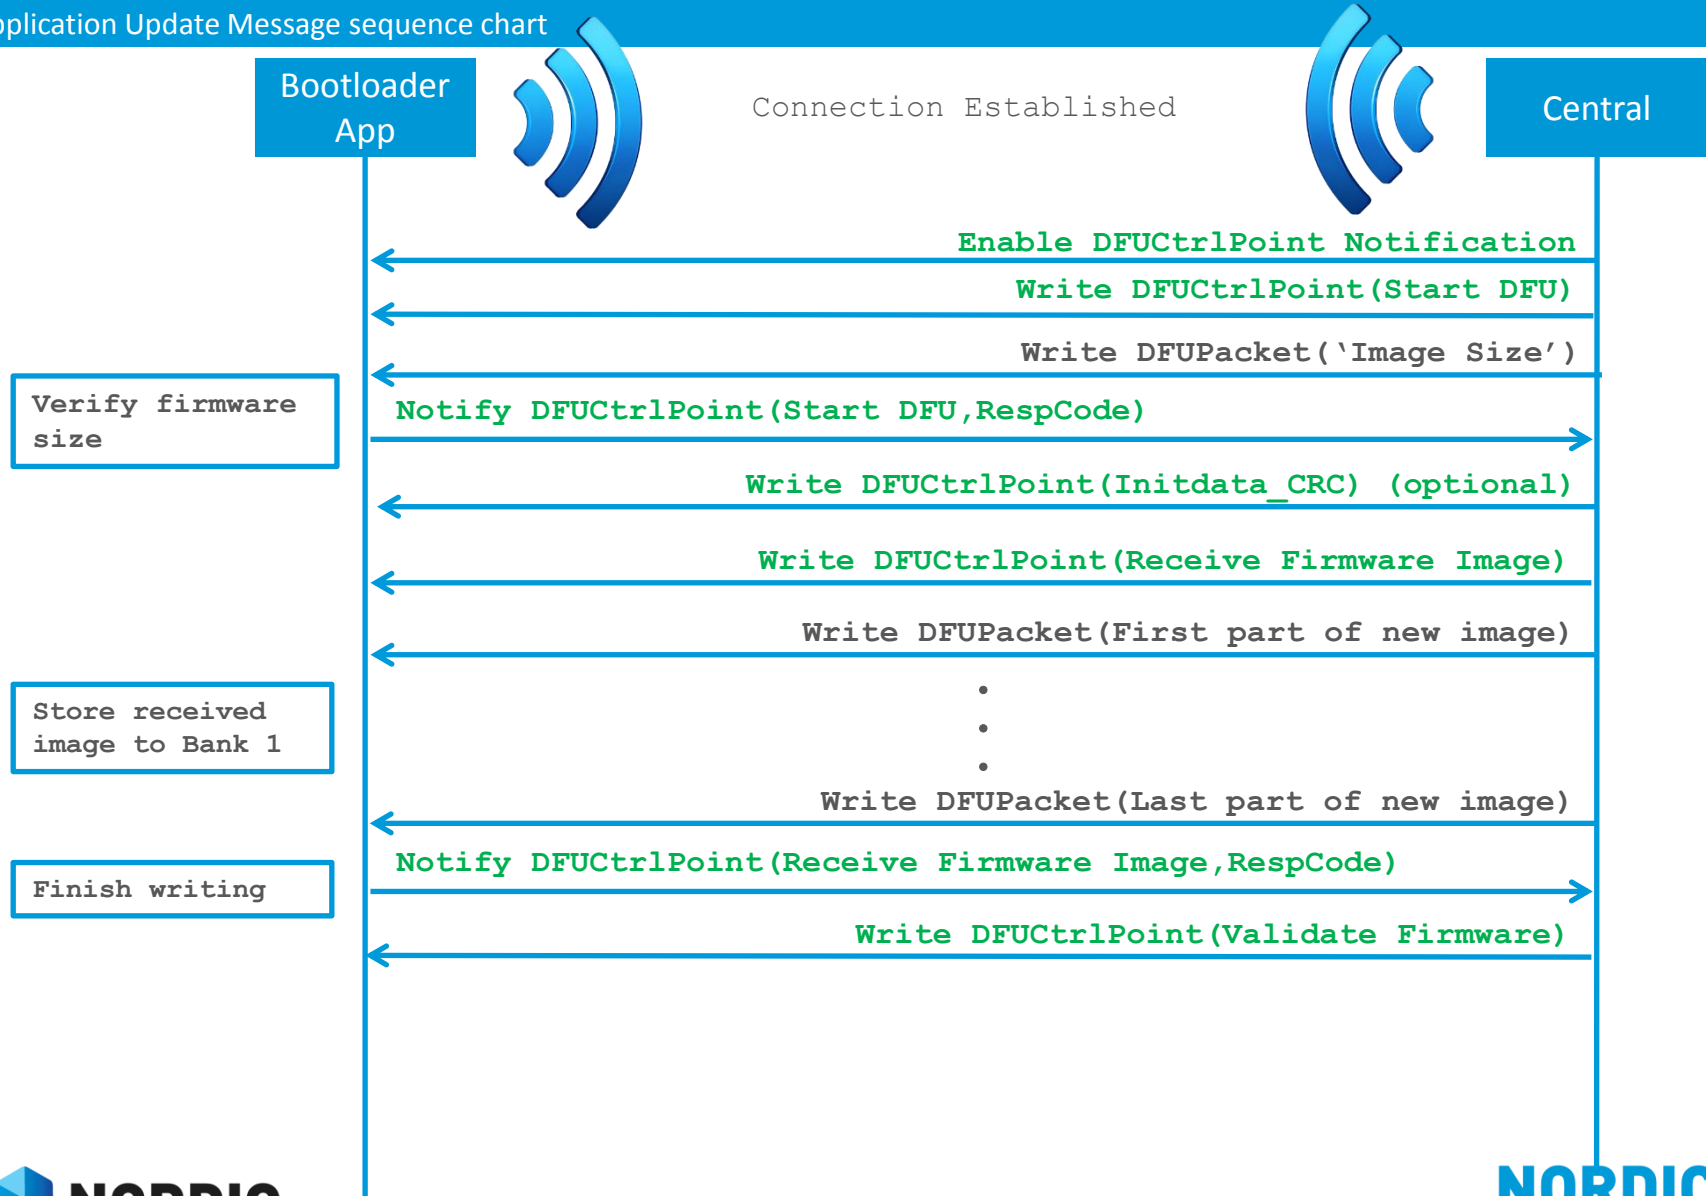 pplication Update Message sequence chart
Bootloader
App
Connection Established
Central
Enable DFUCtrlPoint Notification
Write DFUCtrlPoint(Start DFU)
Write DFUPacket(‘Image Size’)
Verify firmware
size
Notify DFUCtrlPoint(Start DFU,RespCode)
Write DFUCtrlPoint(Initdata_CRC) (optional)
Write DFUCtrlPoint(Receive Firmware Image)
Write DFUPacket(First part of new image)
Store received
image to Bank 1
Write DFUPacket(Last part of new image)
Notify DFUCtrlPoint(Receive Firmware Image,RespCode)
Finish writing
Write DFUCtrlPoint(Validate Firmware)
NORDIC
NORDIC